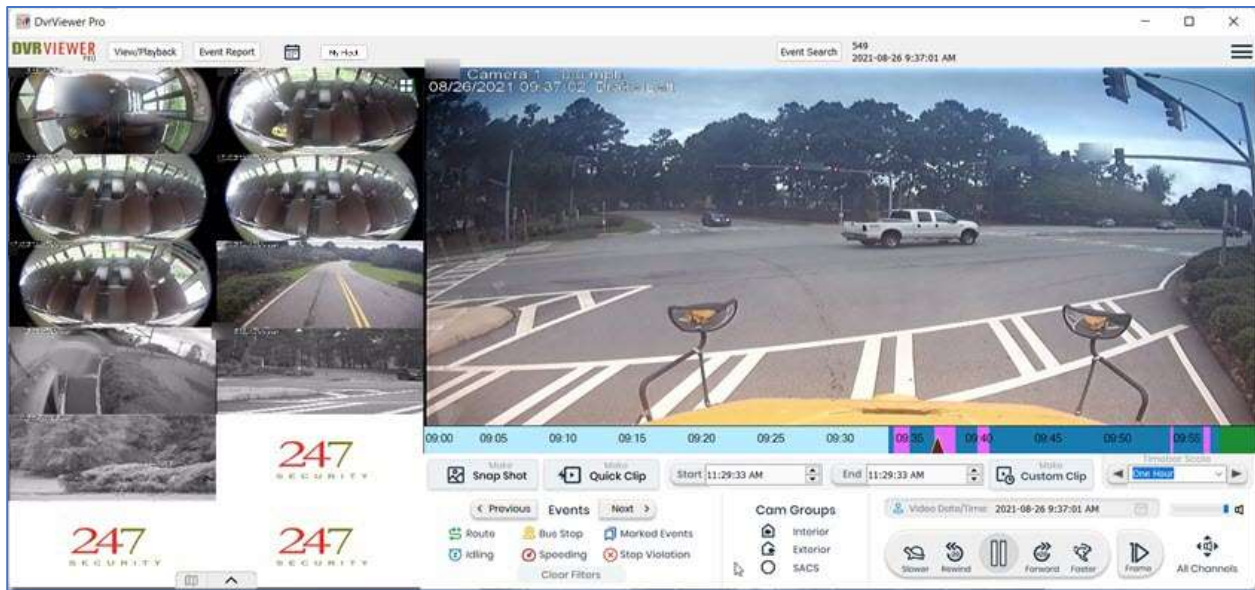 DvrViewer Pro
DVRVIEWER
PRO
View/Playback
Event Report
Event Search
549
2021-08-26 9:37:01 AM
Camera 1
08/26/2021 09:37:02
09:00 09:05 09:10 09:15 09:20 09:25 09:30 09:35 09:40 09:45 09:50 09:55
Make
Snap Shot
Make
Quick Clip
Start 11:29:33 AM
End 11:29:33 AM
Make
Custom Clip
Timebar Scale
One Hour
Previous
Events
Next
Route
Bus Stop
Marked Events
Idling
Speeding
Stop Violation
Clear Filters
Cam Groups
Interior
Exterior
SACS
Video Date/Time: 2021-08-26 9:37:01 AM
Slower
Rewind
Forward
Faster
Frame
All Channels
247
SECURITY
247
SECURITY
247
SECURITY